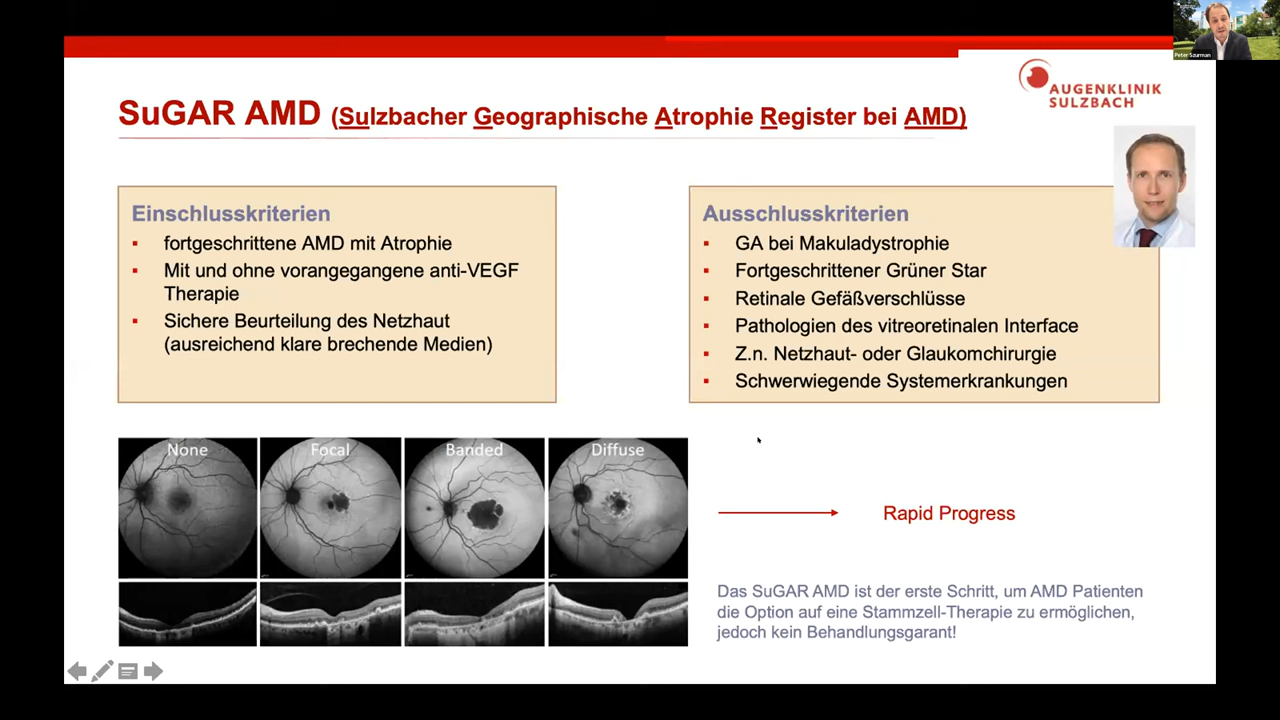 Peter Szurman
AUGENKLINIK
SULZBACH
SuGAR AMD (Sulzbacher Geographische Atrophie Register bei AMD)
Einschlusskriterien
▪ fortgeschrittene AMD mit Atrophie
▪ Mit und ohne vorangegangene anti-VEGF
Therapie
▪ Sichere Beurteilung des Netzhaut
(ausreichend klare brechende Medien)
Ausschlusskriterien
▪ GA bei Makuladystrophie
▪ Fortgeschrittener Grüner Star
▪ Retinale Gefäßverschlüsse
▪ Pathologien des vitreoretinalen Interface
▪ Z.n. Netzhaut- oder Glaukomchirurgie
▪ Schwerwiegende Systemerkrankungen
None
Focal
Banded
Diffuse
Rapid Progress
Das SuGAR AMD ist der erste Schritt, um AMD Patienten
die Option auf eine Stammzell-Therapie zu ermöglichen,
jedoch kein Behandlungsgarant!